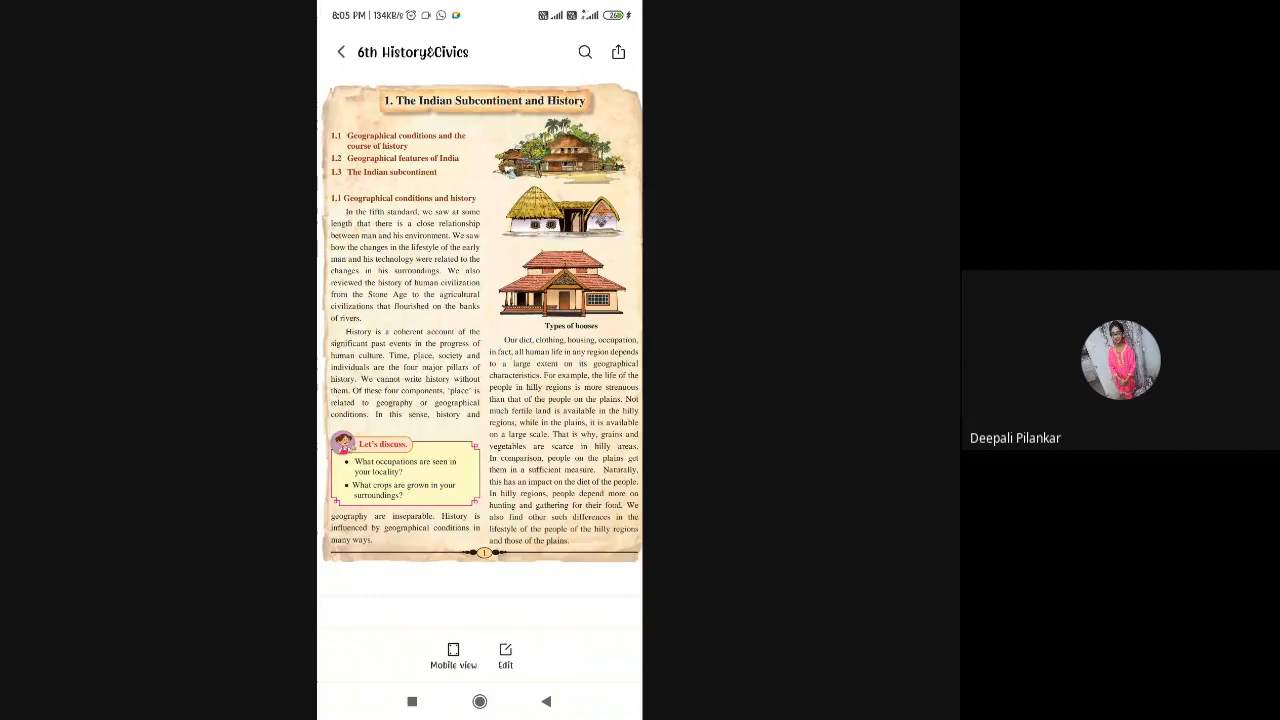 8:05 PM | 134KB/s
26
6th History&Civics
1. The Indian Subcontinent and History
1.1 Geographical conditions and the
course of history
1.2 Geographical features of India
1.3 The Indian subcontinent
1.1 Geographical conditions and history
In the fifth standard, we saw at some
length that there is a close relationship
between man and his environment. We saw
how the changes in the lifestyle of the early
man and his technology were related to the
changes in his surroundings. We also
reviewed the history of human civilization
from the Stone Age to the agricultural
civilizations that flourished on the banks
of rivers.
History is a coherent account of the
significant past events in the progress of
human culture. Time, place, society and
individuals are the four major pillars of
history. We cannot write history without
them. Of these four components, 'place' is
related to geography or geographical
conditions. In this sense, history and
Let's discuss.
• What occupations are seen in
your locality?
• What crops are grown in your
surroundings?
geography are inseparable. History is
influenced by geographical conditions in
many ways.
Types of houses
Our diet, clothing, housing, occupation,
in fact, all human life in any region depends
to a large extent on its geographical
characteristics. For example, the life of the
people in hilly regions is more strenuous
than that of the people on the plains. Not
much fertile land is available in the hilly
regions, while in the plains, it is available
on a large scale. That is why, grains and
vegetables are scarce in hilly areas.
In comparison, people on the plains get
them in a sufficient measure. Naturally,
this has an impact on the diet of the people.
In hilly regions, people depend more on
hunting and gathering for their food. We
also find other such differences in the
lifestyle of the people of the hilly regions
and those of the plains.
1
Mobile view
Edit
Deepali Pilankar